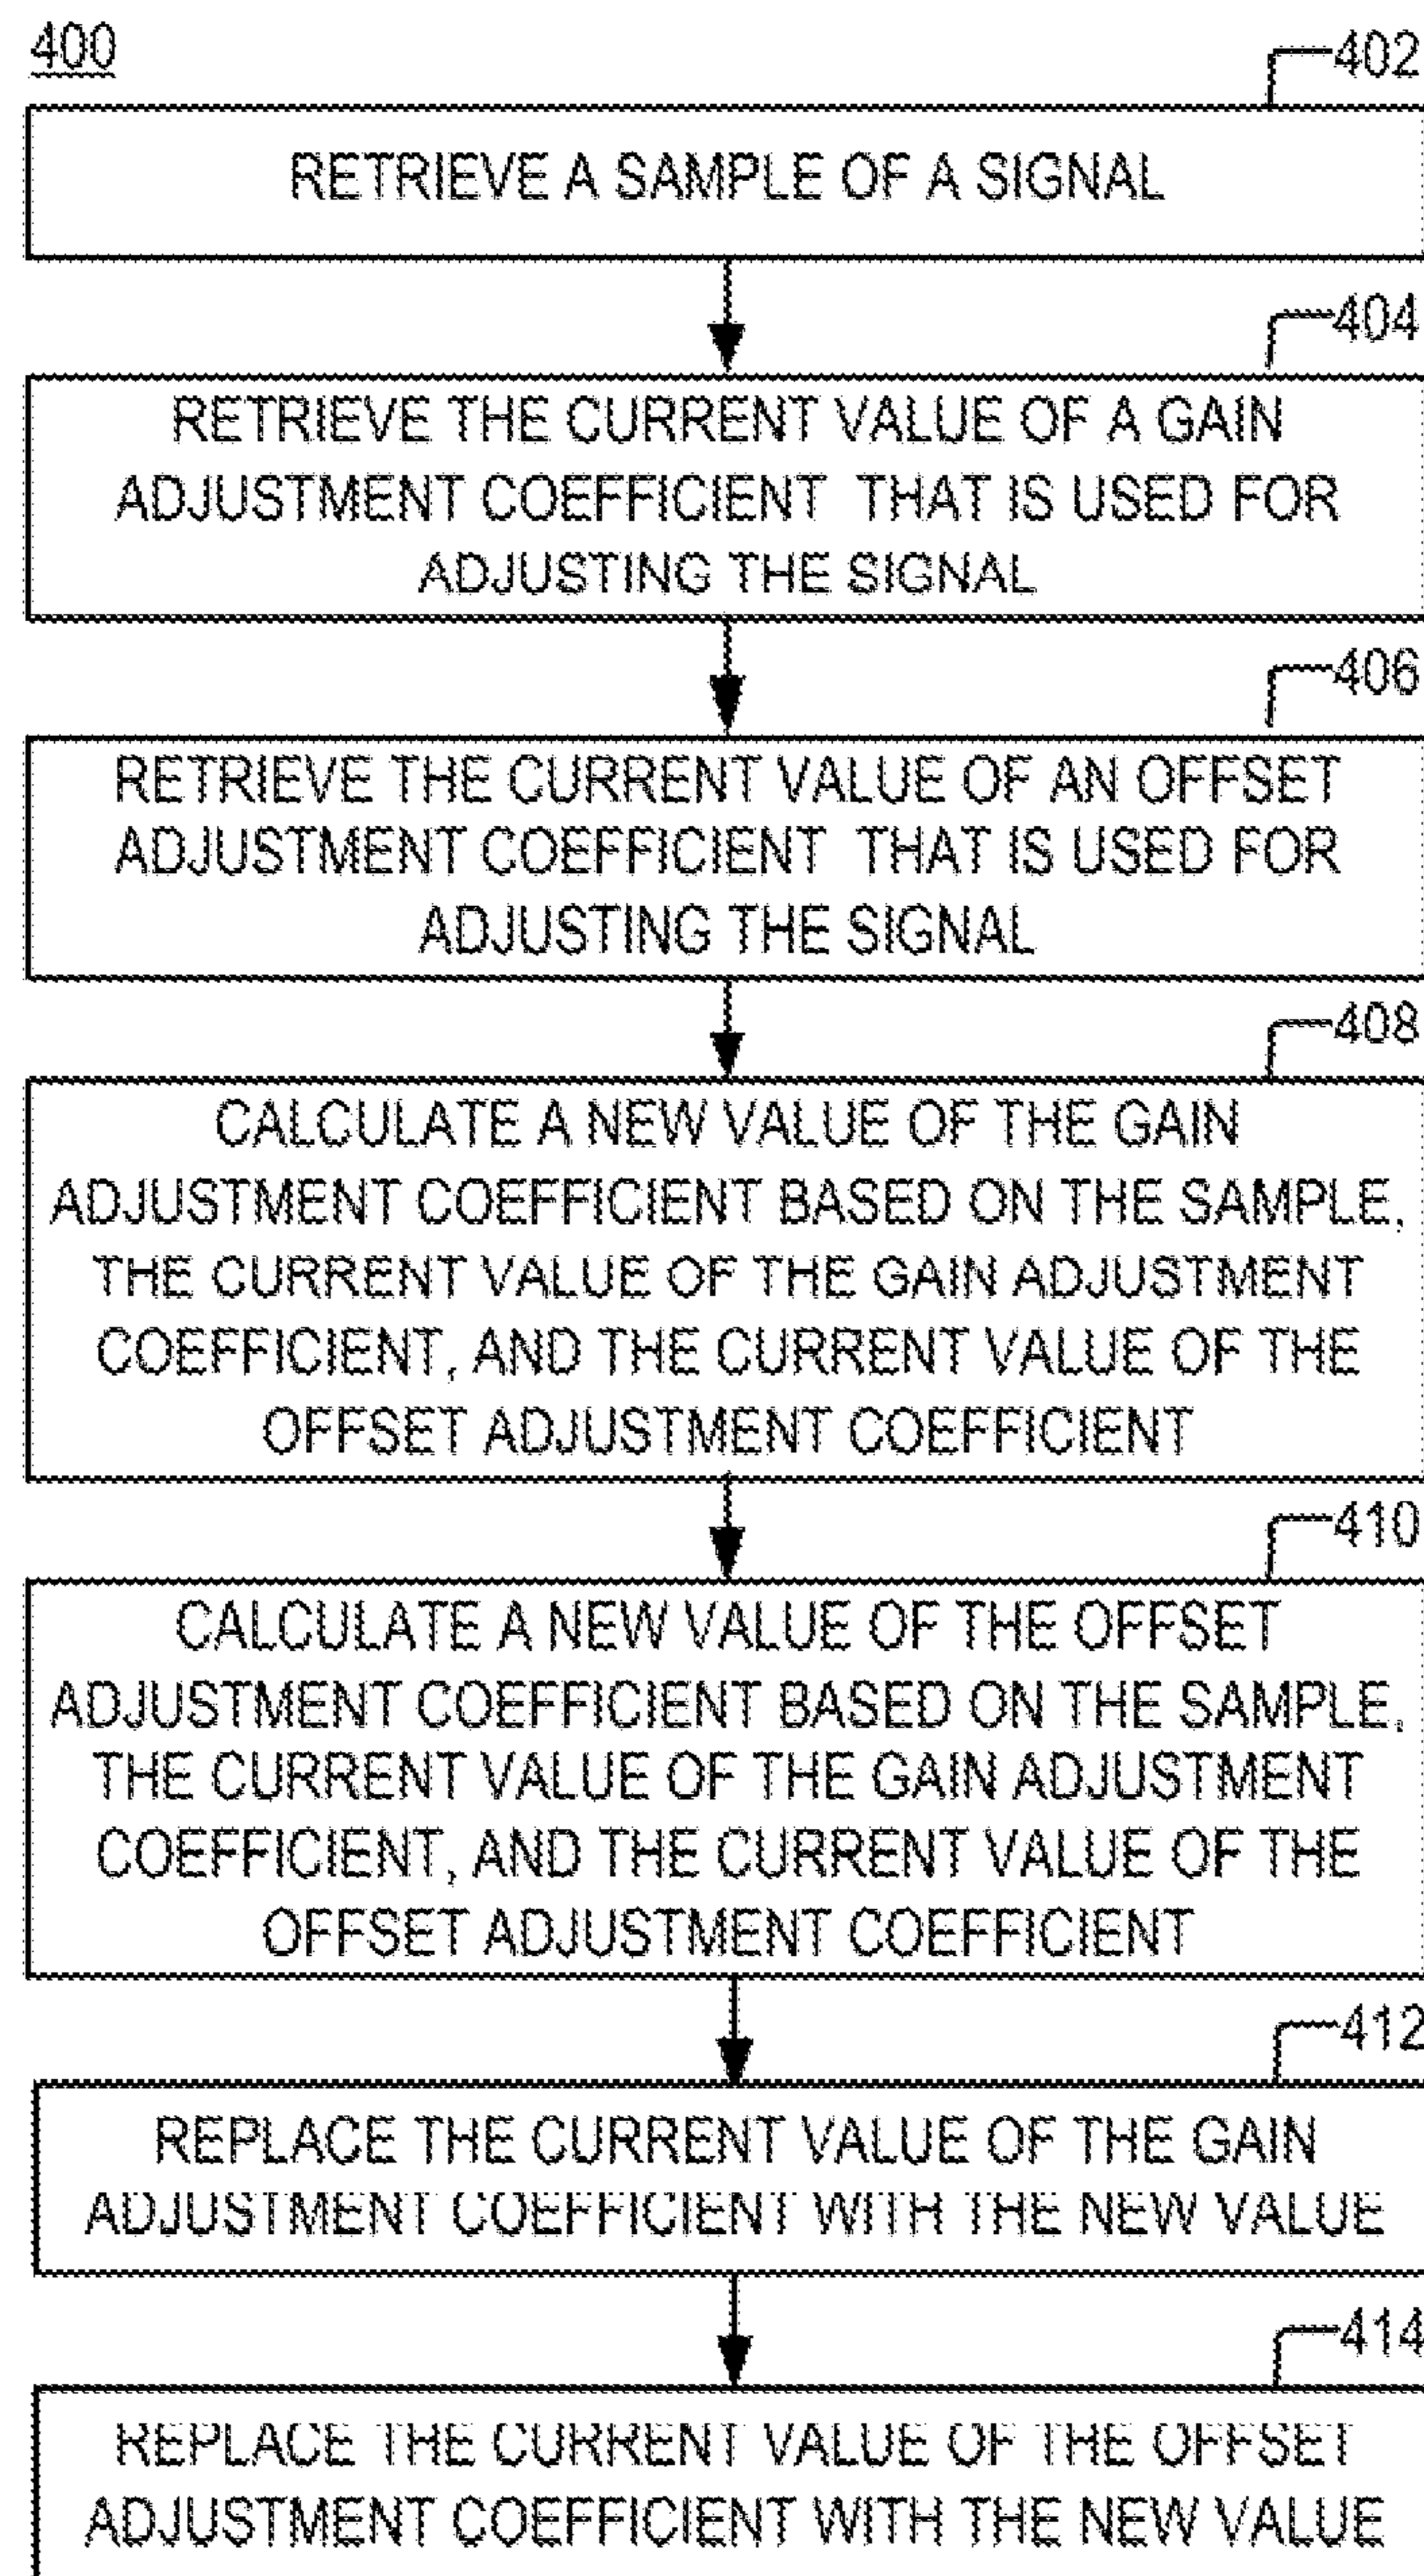 400
402
RETRIEVE A SAMPLE OF A SIGNAL
404
RETRIEVE THE CURRENT VALUE OF A GAIN
ADJUSTMENT COEFFICIENT THAT IS USED FOR
ADJUSTING THE SIGNAL
406
RETRIEVE THE CURRENT VALUE OF AN OFFSET
ADJUSTMENT COEFFICIENT THAT IS USED FOR
ADJUSTING THE SIGNAL
408
CALCULATE A NEW VALUE OF THE GAIN
ADJUSTMENT COEFFICIENT BASED ON THE SAMPLE,
THE CURRENT VALUE OF THE GAIN ADJUSTMENT
COEFFICIENT, AND THE CURRENT VALUE OF THE
OFFSET ADJUSTMENT COEFFICIENT
410
CALCULATE A NEW VALUE OF THE OFFSET
ADJUSTMENT COEFFICIENT BASED ON THE SAMPLE,
THE CURRENT VALUE OF THE GAIN ADJUSTMENT
COEFFICIENT, AND THE CURRENT VALUE OF THE
OFFSET ADJUSTMENT COEFFICIENT
412
REPLACE THE CURRENT VALUE OF THE GAIN
ADJUSTMENT COEFFICIENT WITH THE NEW VALUE
414
REPLACE THE CURRENT VALUE OF THE OFFSET
ADJUSTMENT COEFFICIENT WITH THE NEW VALUE